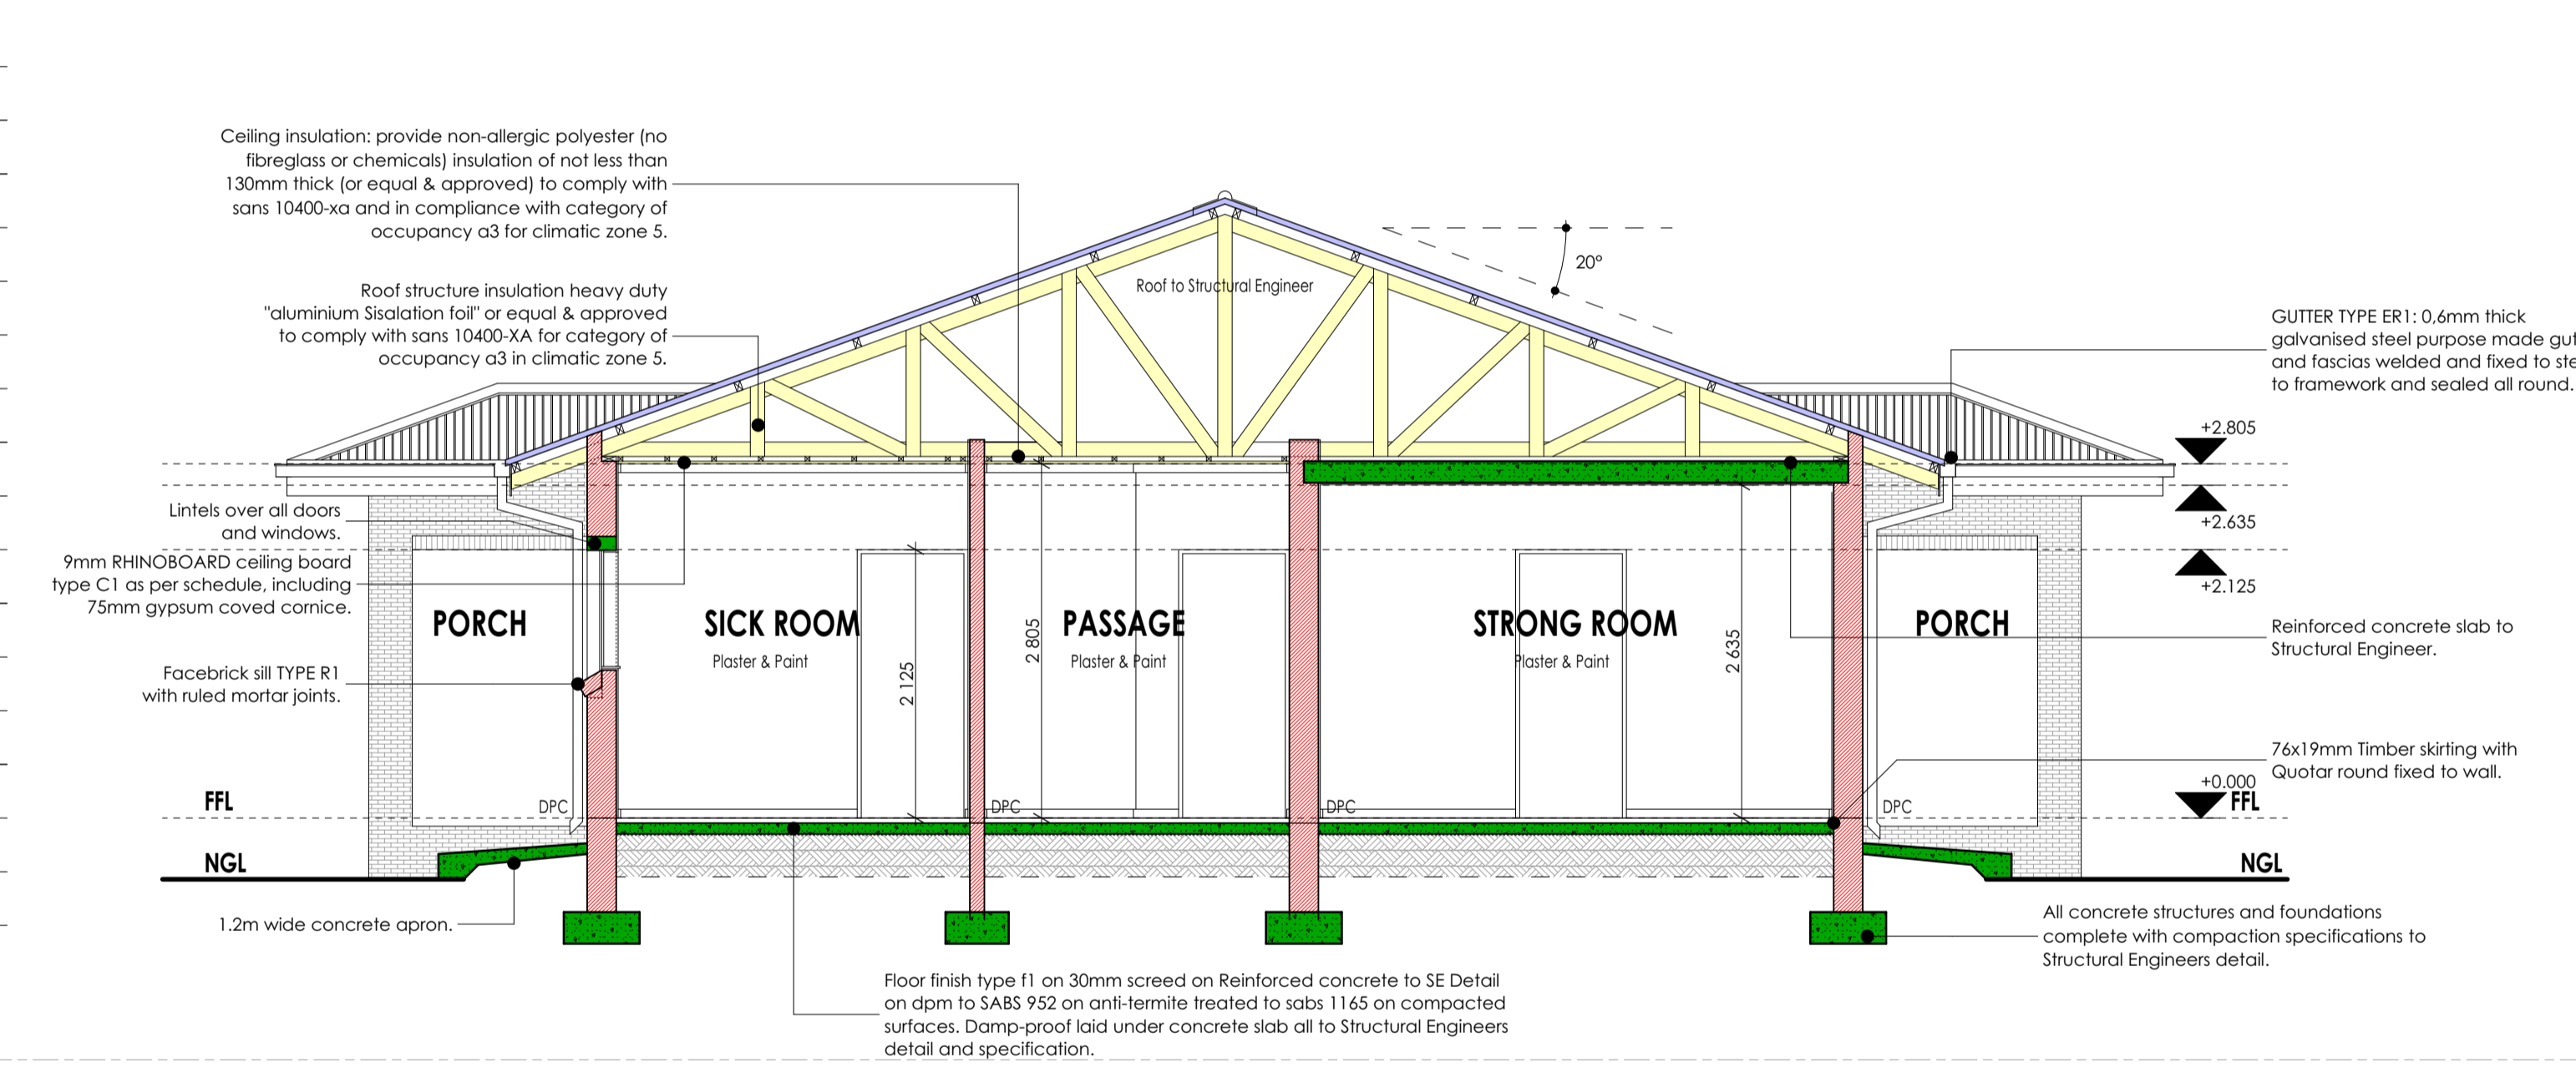 Ceiling insulation: provide non-allergic polyester (no
fibreglass or chemicals) insulation of not less than
130mm thick (or equal & approved) to comply with
sans 10400-xa and in compliance with category of
occupancy a3 for climatic zone 5.
Roof structure insulation heavy duty
"aluminium Sisalation foil" or equal & approved
to comply with sans 10400-XA for category of
occupancy a3 in climatic zone 5.
Roof to Structural Engineer
20°
GUTTER TYPE ER1: 0,6mm thick
galvanised steel purpose made gut
and fascias welded and fixed to ste
to framework and sealed all round.
+2.805
+2.635
+2.125
Lintels over all doors
and windows.
9mm RHINOBOARD ceiling board
type C1 as per schedule, including
75mm gypsum coved cornice.
Facebrick sill TYPE R1
with ruled mortar joints.
PORCH
SICK ROOM
Plaster & Paint
2 125
2 805
PASSAGE
Plaster & Paint
STRONG ROOM
Plaster & Paint
2 635
PORCH
Reinforced concrete slab to
Structural Engineer.
76x19mm Timber skirting with
Quotar round fixed to wall.
+0.000
FFL
FFL
DPC
DPC
DPC
DPC
NGL
NGL
1.2m wide concrete apron.
All concrete structures and foundations
complete with compaction specifications to
Structural Engineers detail.
Floor finish type f1 on 30mm screed on Reinforced concrete to SE Detail
on dpm to SABS 952 on anti-termite treated to sabs 1165 on compacted
surfaces. Damp-proof laid under concrete slab all to Structural Engineers
detail and specification.